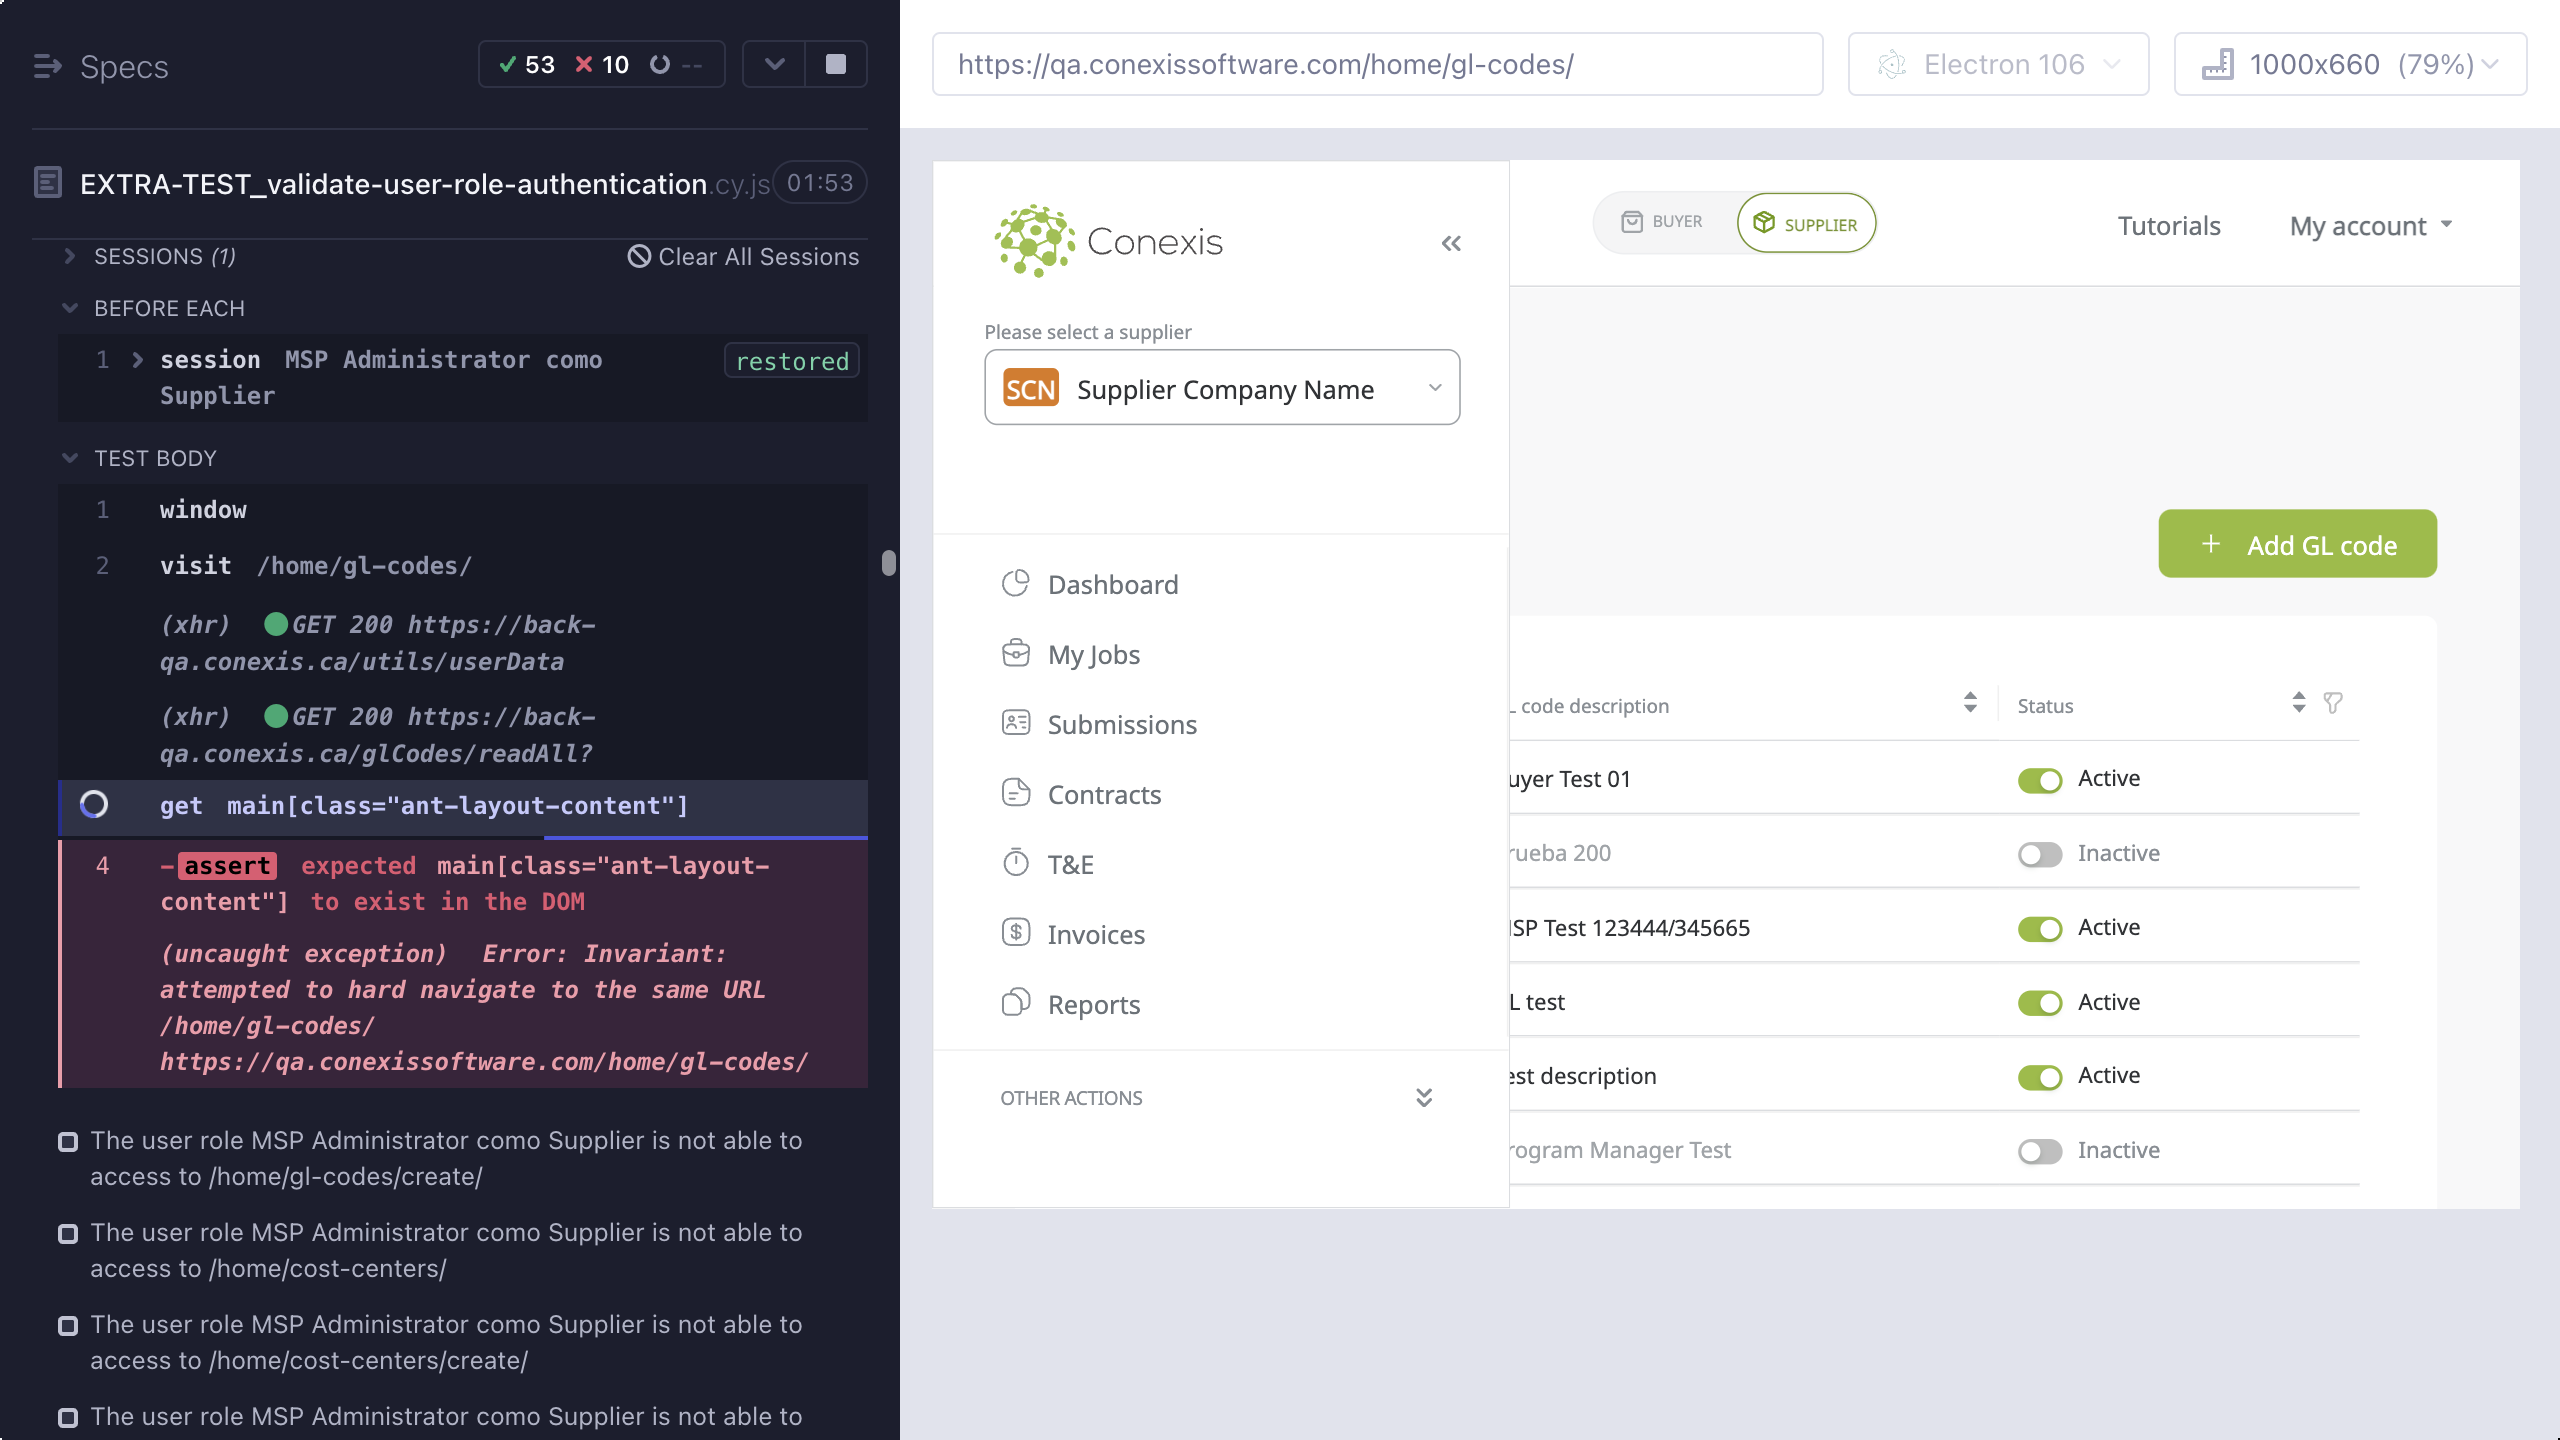 Specs
53
10
--
EXTRA-TEST_validate-user-role-authentication.cy.js
01:53
SESSIONS (1)
Clear All Sessions
BEFORE EACH
1 session MSP Administrator como
Supplier
restored
TEST BODY
1 window
2 visit /home/gl-codes/
(xhr) GET 200 https://back-
qa.conexis.ca/utils/userData
(xhr) GET 200 https://back-
qa.conexis.ca/glCodes/readAll?
get main[class="ant-layout-content"]
4 -assert expected main[class="ant-layout-
content"] to exist in the DOM
(uncaught exception) Error: Invariant:
attempted to hard navigate to the same URL
/home/gl-codes/
https://qa.conexissoftware.com/home/gl-codes/
The user role MSP Administrator como Supplier is not able to
access to /home/gl-codes/create/
The user role MSP Administrator como Supplier is not able to
access to /home/cost-centers/
The user role MSP Administrator como Supplier is not able to
access to /home/cost-centers/create/
The user role MSP Administrator como Supplier is not able to
https://qa.conexissoftware.com/home/gl-codes/
Electron 106
1000x660 (79%)
Conexis
BUYER
SUPPLIER
Tutorials
My account
Please select a supplier
SCN Supplier Company Name
Dashboard
My Jobs
Submissions
Contracts
T&E
Invoices
Reports
OTHER ACTIONS
+ Add GL code
L code description
Status
uyer Test 01
Active
rueba 200
Inactive
SP Test 123444/345665
Active
L test
Active
est description
Active
rogram Manager Test
Inactive